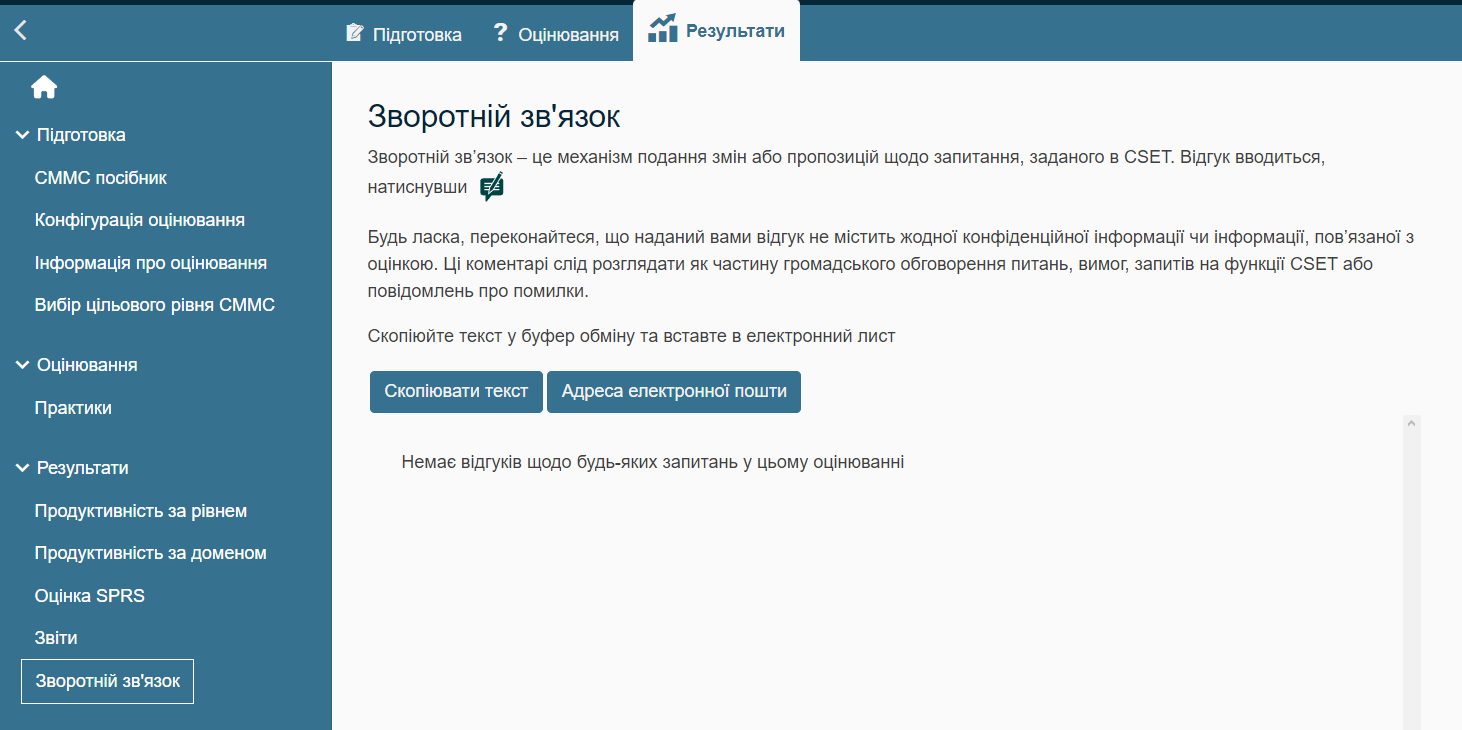 Підготовка
? Оцінювання
Результати
Підготовка
CMMC посібник
Конфігурація оцінювання
Інформація про оцінювання
Вибір цільового рівня CMMC
Оцінювання
Практики
Результати
Продуктивність за рівнем
Продуктивність за доменом
Оцінка SPRS
Звіти
Зворотній зв'язок
Зворотній зв'язок
Зворотній зв’язок – це механізм подання змін або пропозицій щодо запитання, заданого в CSET. Відгук вводиться,
натиснувши
Будь ласка, переконайтеся, що наданий вами відгук не містить жодної конфіденційної інформації чи інформації, пов’язаної з
оцінкою. Ці коментарі слід розглядати як частину громадського обговорення питань, вимог, запитів на функції CSET або
повідомлень про помилки.
Скопіюйте текст у буфер обміну та вставте в електронний лист
Скопіювати текст
Адреса електронної пошти
Немає відгуків щодо будь-яких запитань у цьому оцінюванні